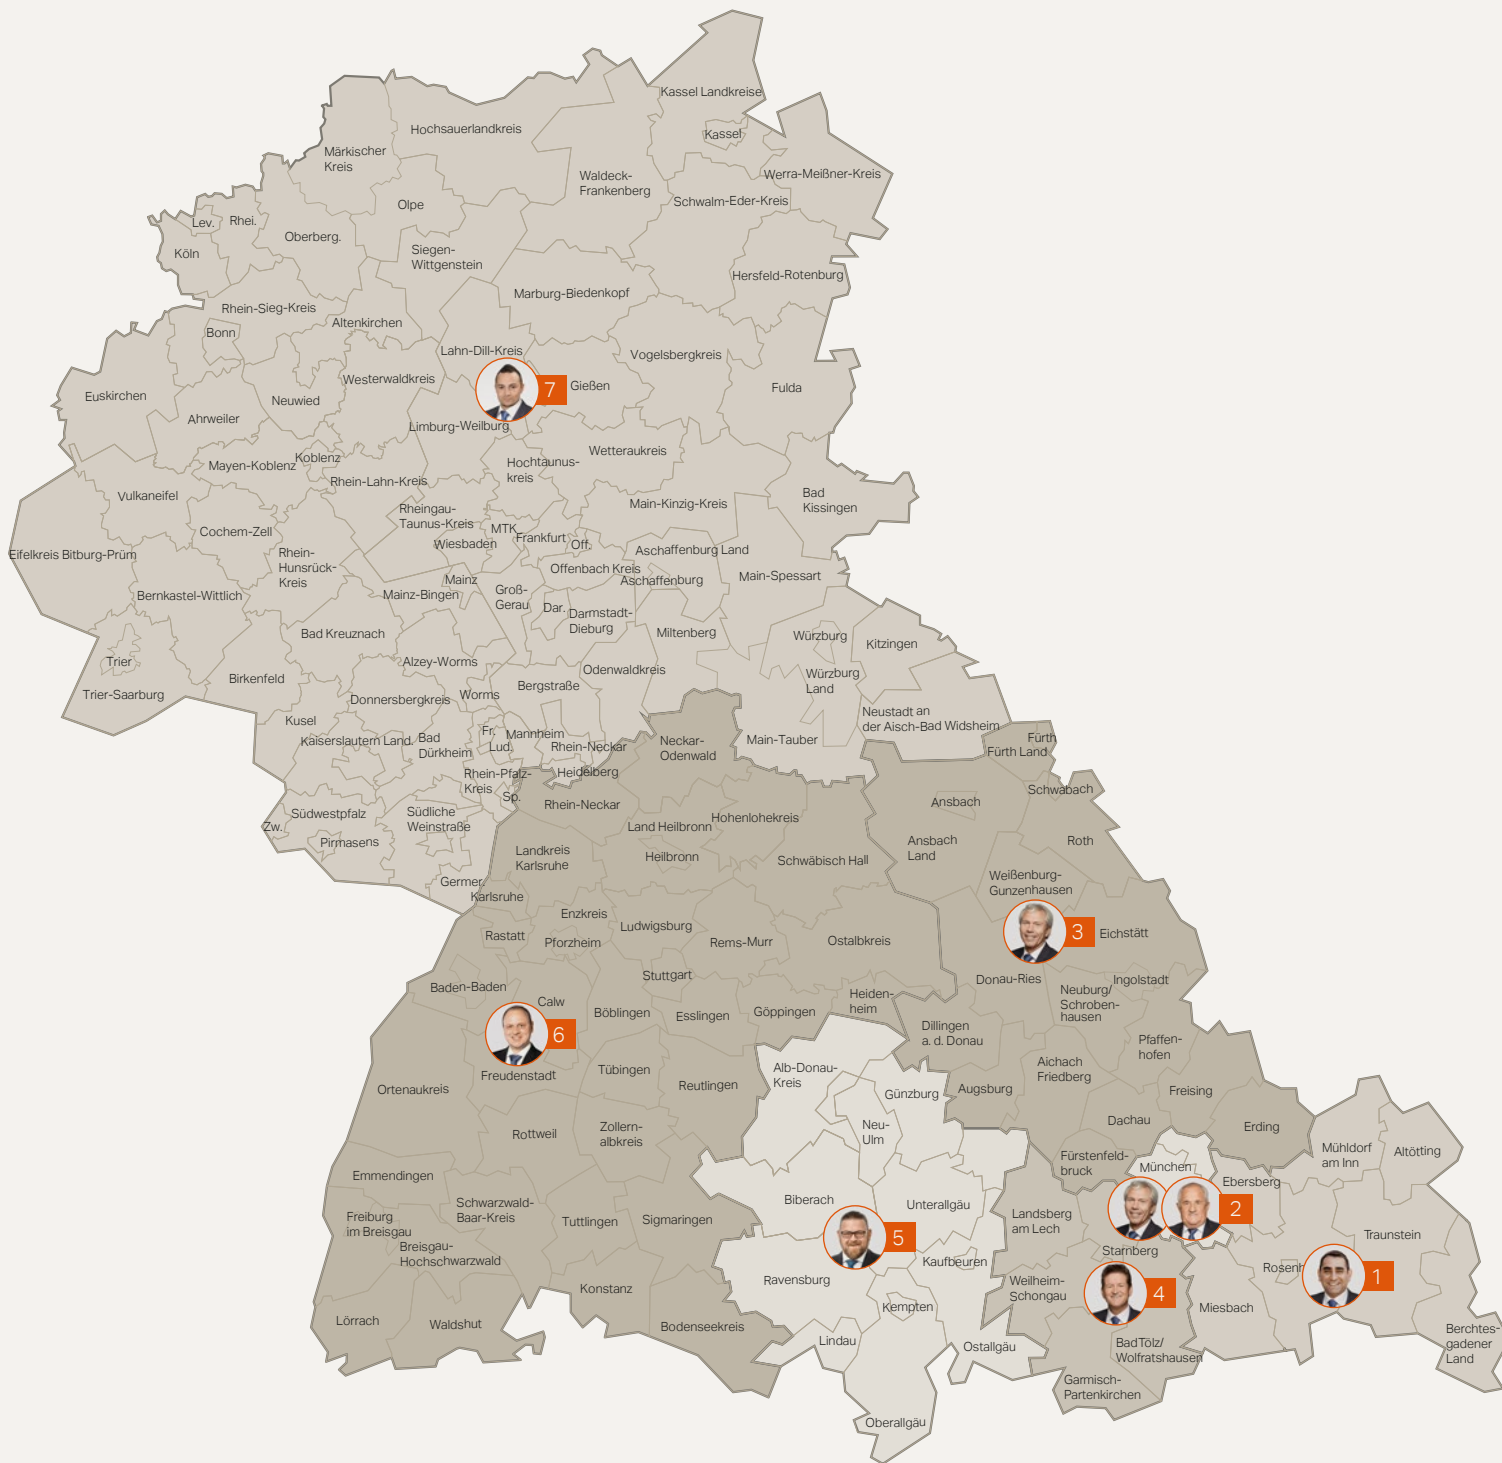 Kassel Landkreise
Hochsauerlandkreis
Kassel
Märkischer
Kreis
Waldeck-
Frankenberg
Werra-Meißner-Kreis
Schwalm-Eder-Kreis
Olpe
Lev.
Rhei.
Oberberg.
Köln
Siegen-
Wittgenstein
Hersfeld-Rotenburg
Marburg-Biedenkopf
Rhein-Sieg-Kreis
Altenkirchen
Bonn
Lahn-Dill-Kreis
Vogelsbergkreis
Westerwaldkreis
7
Gießen
Fulda
Euskirchen
Neuwied
Ahrweiler
Limburg-Weilburg
Wetteraukreis
Koblenz
Mayen-Koblenz
Hochtaunus-
kreis
Rhein-Lahn-Kreis
Vulkaneifel
Bad
Kissingen
Main-Kinzig-Kreis
Rheingau-
Taunus-Kreis
Cochem-Zell
MTK
Frankfurt
Off.
Wiesbaden
Aschaffenburg Land
Eifelkreis Bitburg-Prüm
Rhein-
Hunsrück-
Kreis
Offenbach Kreis
Main-Spessart
Mainz
Aschaffenburg
Mainz-Bingen
Bernkastel-Wittlich
Groß-
Gerau
Dar.
Darmstadt-
Dieburg
Bad Kreuznach
Miltenberg
Würzburg
Kitzingen
Trier
Alzey-Worms
Odenwaldkreis
Würzburg
Land
Birkenfeld
Bergstraße
Trier-Saarburg
Donnersbergkreis
Worms
Neustadt an
der Aisch-Bad Widsheim
Kusel
Fr.
Lud.
Mannheim
Kaiserslautern Land.
Bad
Dürkheim
Rhein-Neckar
Neckar-
Odenwald
Main-Tauber
Fürth
Fürth Land
Rhein-Pfalz-
Kreis
Heidelberg
Sp.
Schwabach
Rhein-Neckar
Ansbach
Südwestpfalz
Südliche
Weinstraße
Hohenlohekreis
Zw.
Land Heilbronn
Pirmasens
Ansbach
Land
Roth
Landkreis
Karlsruhe
Heilbronn
Schwäbisch Hall
Germer.
Weißenburg-
Gunzenhausen
Karlsruhe
Enzkreis
Ludwigsburg
3
Eichstätt
Rastatt
Pforzheim
Rems-Murr
Ostalbkreis
Stuttgart
Donau-Ries
Ingolstadt
Baden-Baden
Neuburg/
Schroben-
hausen
Calw
Heiden-
heim
Böblingen
Esslingen
Göppingen
6
Dillingen
a. d. Donau
Pfaffen-
hofen
Aichach
Friedberg
Freudenstadt
Tübingen
Alb-Donau-
Kreis
Ortenaukreis
Reutlingen
Günzburg
Augsburg
Freising
Dachau
Rottweil
Zollern-
albkreis
Neu-
Ulm
Erding
Mühldorf
am Inn
Altötting
Fürstenfeld-
bruck
München
Emmendingen
Ebersberg
Schwarzwald-
Baar-Kreis
Biberach
Unterallgäu
2
Freiburg
im Breisgau
Tuttlingen
Sigmaringen
Landsberg
am Lech
Traunstein
5
Breisgau-
Hochschwarzwald
Starnberg
Kaufbeuren
Rosenh
1
Ravensburg
Weilheim-
Schongau
Konstanz
4
Kempten
Miesbach
Lörrach
Waldshut
Bodenseekreis
Lindau
Ostallgäu
Bad Tölz/
Wolfratshausen
Berchtes-
gadener
Land
Garmisch-
Partenkirchen
Oberallgäu